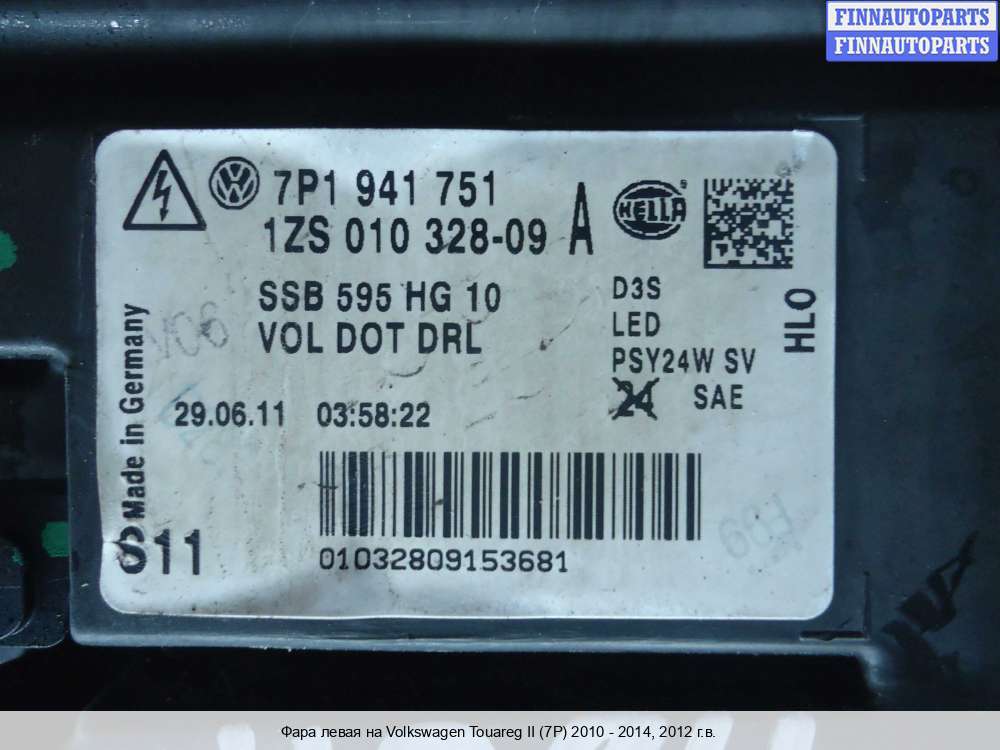 FINNAUTOPARTS
FINNAUTOPARTS
7P1 941 751
1ZS 010 328-09 A
HELLA
SSB 595 HG 10
VOL DOT DRL
D3S
LED
PSY24W SV
24 SAE
HLO
29.06.11 03:58:22
Made in Germany
S11
01032809153681
Фара левая на Volkswagen Touareg II (7P) 2010 - 2014, 2012 г.в.